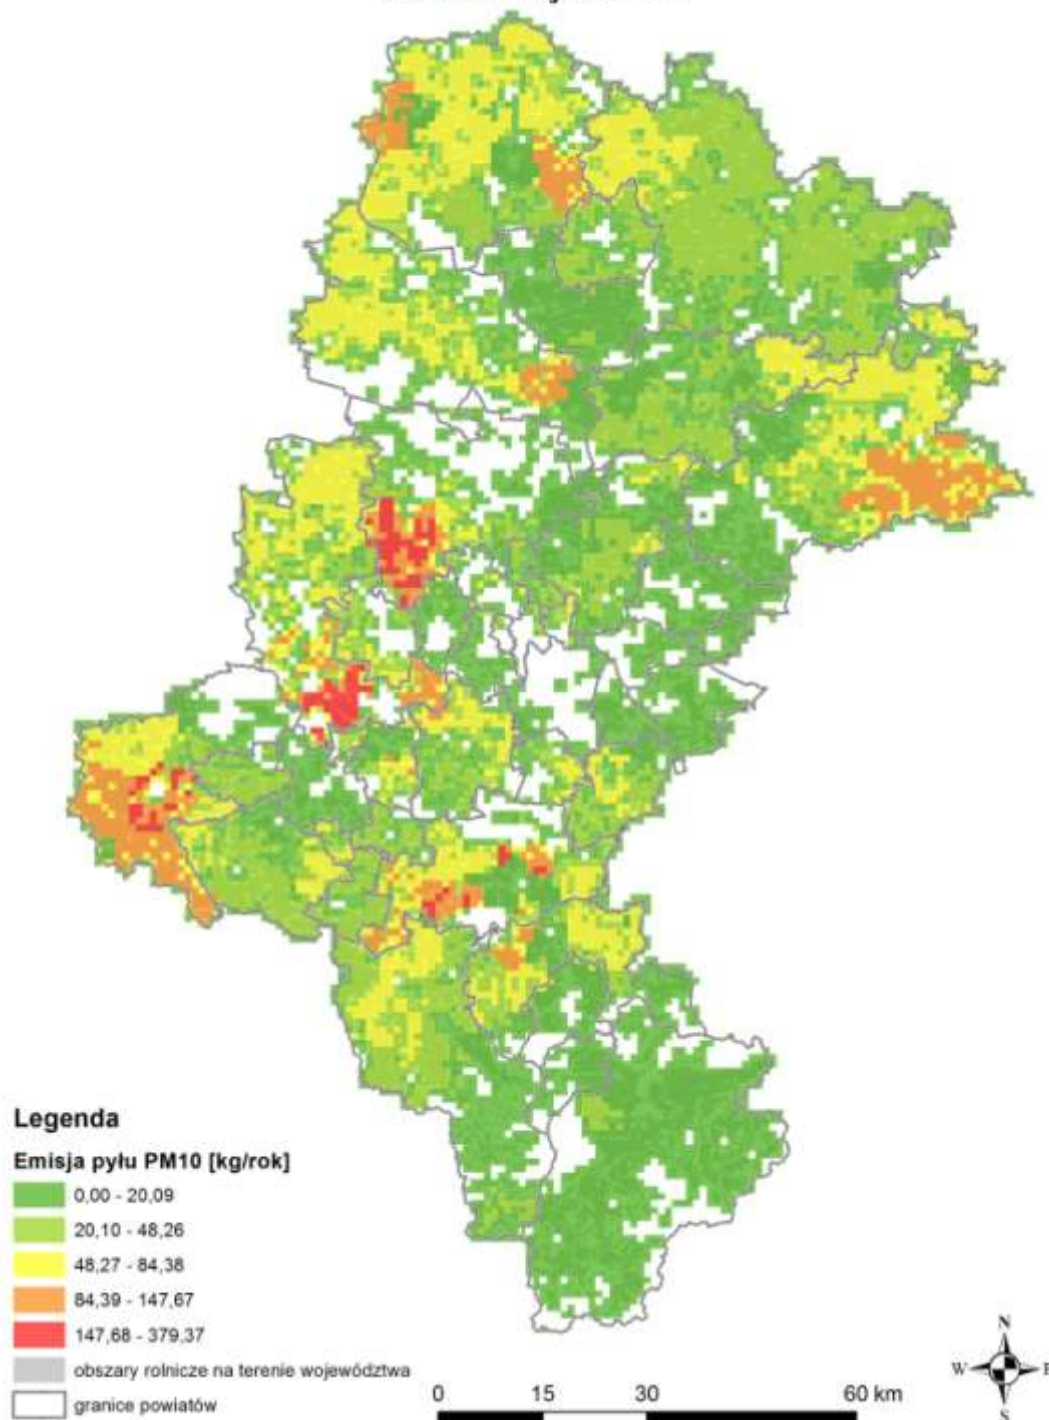 Legenda
Emisja pyłu PM10 [kg/rok]
0,00 - 20,09
20,10 - 48,26
48,27 - 84,38
84,39 - 147,67
147,68 - 379,37
obszary rolnicze na terenie województwa
granice powiatów
0 15 30 60 km
N
W E
S